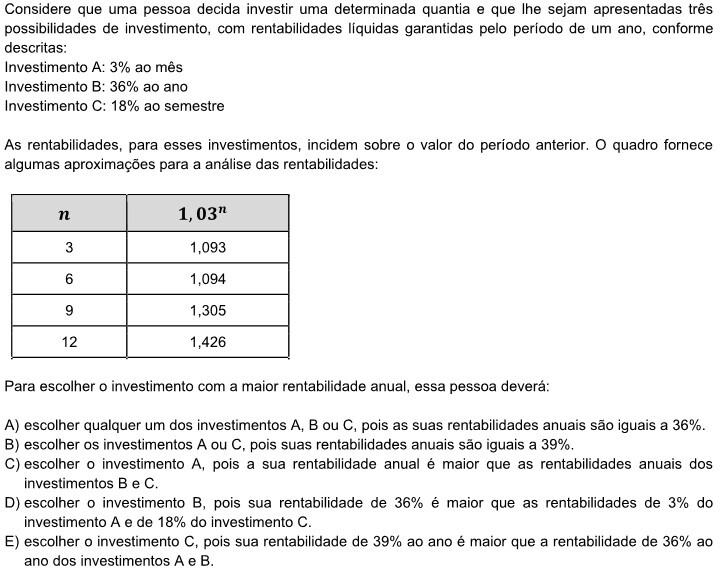 Considere que uma pessoa decida investir uma determinada quantia e que lhe sejam apresentadas três
possibilidades de investimento, com rentabilidades líquidas garantidas pelo período de um ano, conforme
descritas:
Investimento A: 3% ao mês
Investimento B: 36% ao ano
Investimento C: 18% ao semestre
As rentabilidades, para esses investimentos, incidem sobre o valor do período anterior. O quadro fornece
algumas aproximações para a análise das rentabilidades:
n 1,03ⁿ
3 1,093
6 1,094
9 1,305
12 1,426
Para escolher o investimento com a maior rentabilidade anual, essa pessoa deverá:
A) escolher qualquer um dos investimentos A, B ou C, pois as suas rentabilidades anuais são iguais a 36%.
B) escolher os investimentos A ou C, pois suas rentabilidades anuais são iguais a 39%.
C) escolher o investimento A, pois a sua rentabilidade anual é maior que as rentabilidades anuais dos
investimentos B e C.
D) escolher o investimento B, pois sua rentabilidade de 36% é maior que as rentabilidades de 3% do
investimento A e de 18% do investimento C.
E) escolher o investimento C, pois sua rentabilidade de 39% ao ano é maior que a rentabilidade de 36% ao
ano dos investimentos A e B.